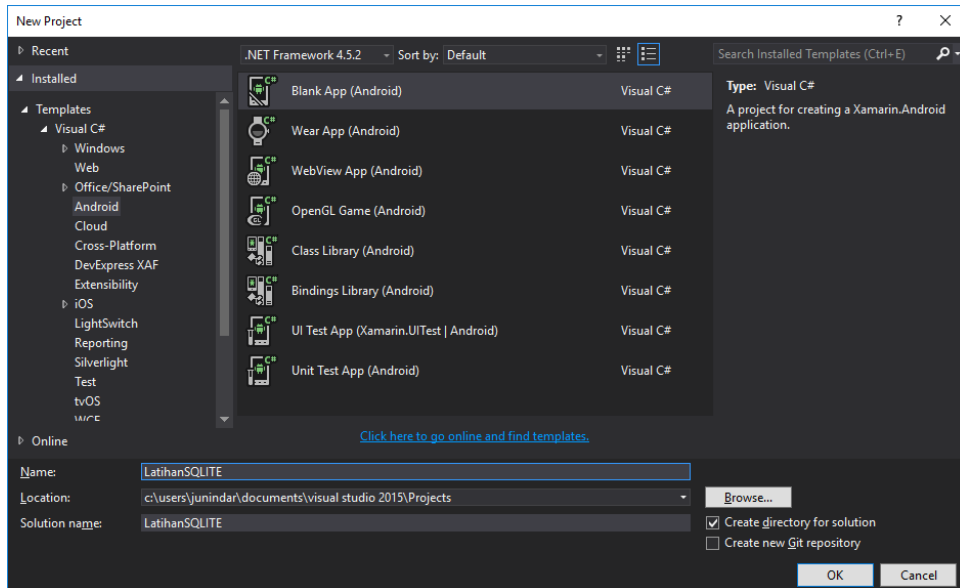 New Project
?
Recent
.NET Framework 4.5.2
Sort by: Default
Search Installed Templates (Ctrl+E)
Installed
Templates
Visual C#
Windows
Web
Office/SharePoint
Android
Cloud
Cross-Platform
DevExpress XAF
Extensibility
iOS
LightSwitch
Reporting
Silverlight
Test
tvOS
WCF
Online
Blank App (Android) Visual C#
Wear App (Android) Visual C#
WebView App (Android) Visual C#
OpenGL Game (Android) Visual C#
Class Library (Android) Visual C#
Bindings Library (Android) Visual C#
UI Test App (Xamarin.UITest | Android) Visual C#
Unit Test App (Android) Visual C#
Click here to go online and find templates.
Type: Visual C#
A project for creating a Xamarin.Android
application.
Name: LatihanSQLITE
Location: c:\users\junindar\documents\visual studio 2015\Projects
Browse...
Solution name: LatihanSQLITE
Create directory for solution
Create new Git repository
OK
Cancel